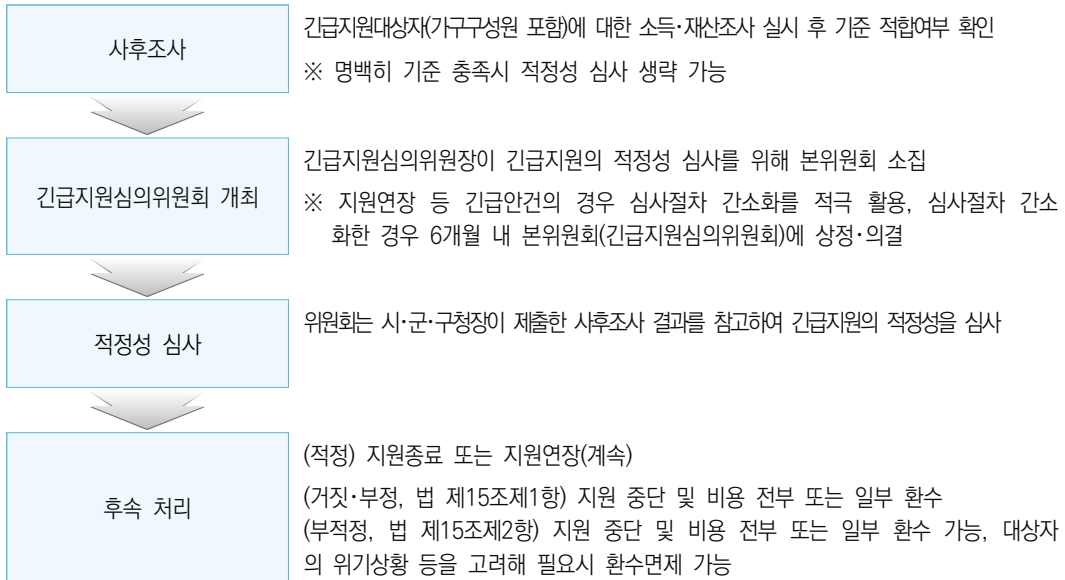 사후조사
긴급지원대상자(가구구성원 포함)에 대한 소득·재산조사 실시 후 기준 적합여부 확인
※ 명백히 기준 충족시 적정성 심사 생략 가능
긴급지원심의위원회 개최
긴급지원심의위원장이 긴급지원의 적정성 심사를 위해 본위원회 소집
※ 지원연장 등 긴급안건의 경우 심사절차 간소화를 적극 활용, 심사절차 간소
화한 경우 6개월 내 본위원회(긴급지원심의위원회)에 상정·의결
적정성 심사
위원회는 시·군·구청장이 제출한 사후조사 결과를 참고하여 긴급지원의 적정성을 심사
후속 처리
(적정) 지원종료 또는 지원연장(계속)
(거짓·부정, 법 제15조제1항) 지원 중단 및 비용 전부 또는 일부 환수
(부적정, 법 제15조제2항) 지원 중단 및 비용 전부 또는 일부 환수 가능, 대상자
의 위기상황 등을 고려해 필요시 환수면제 가능